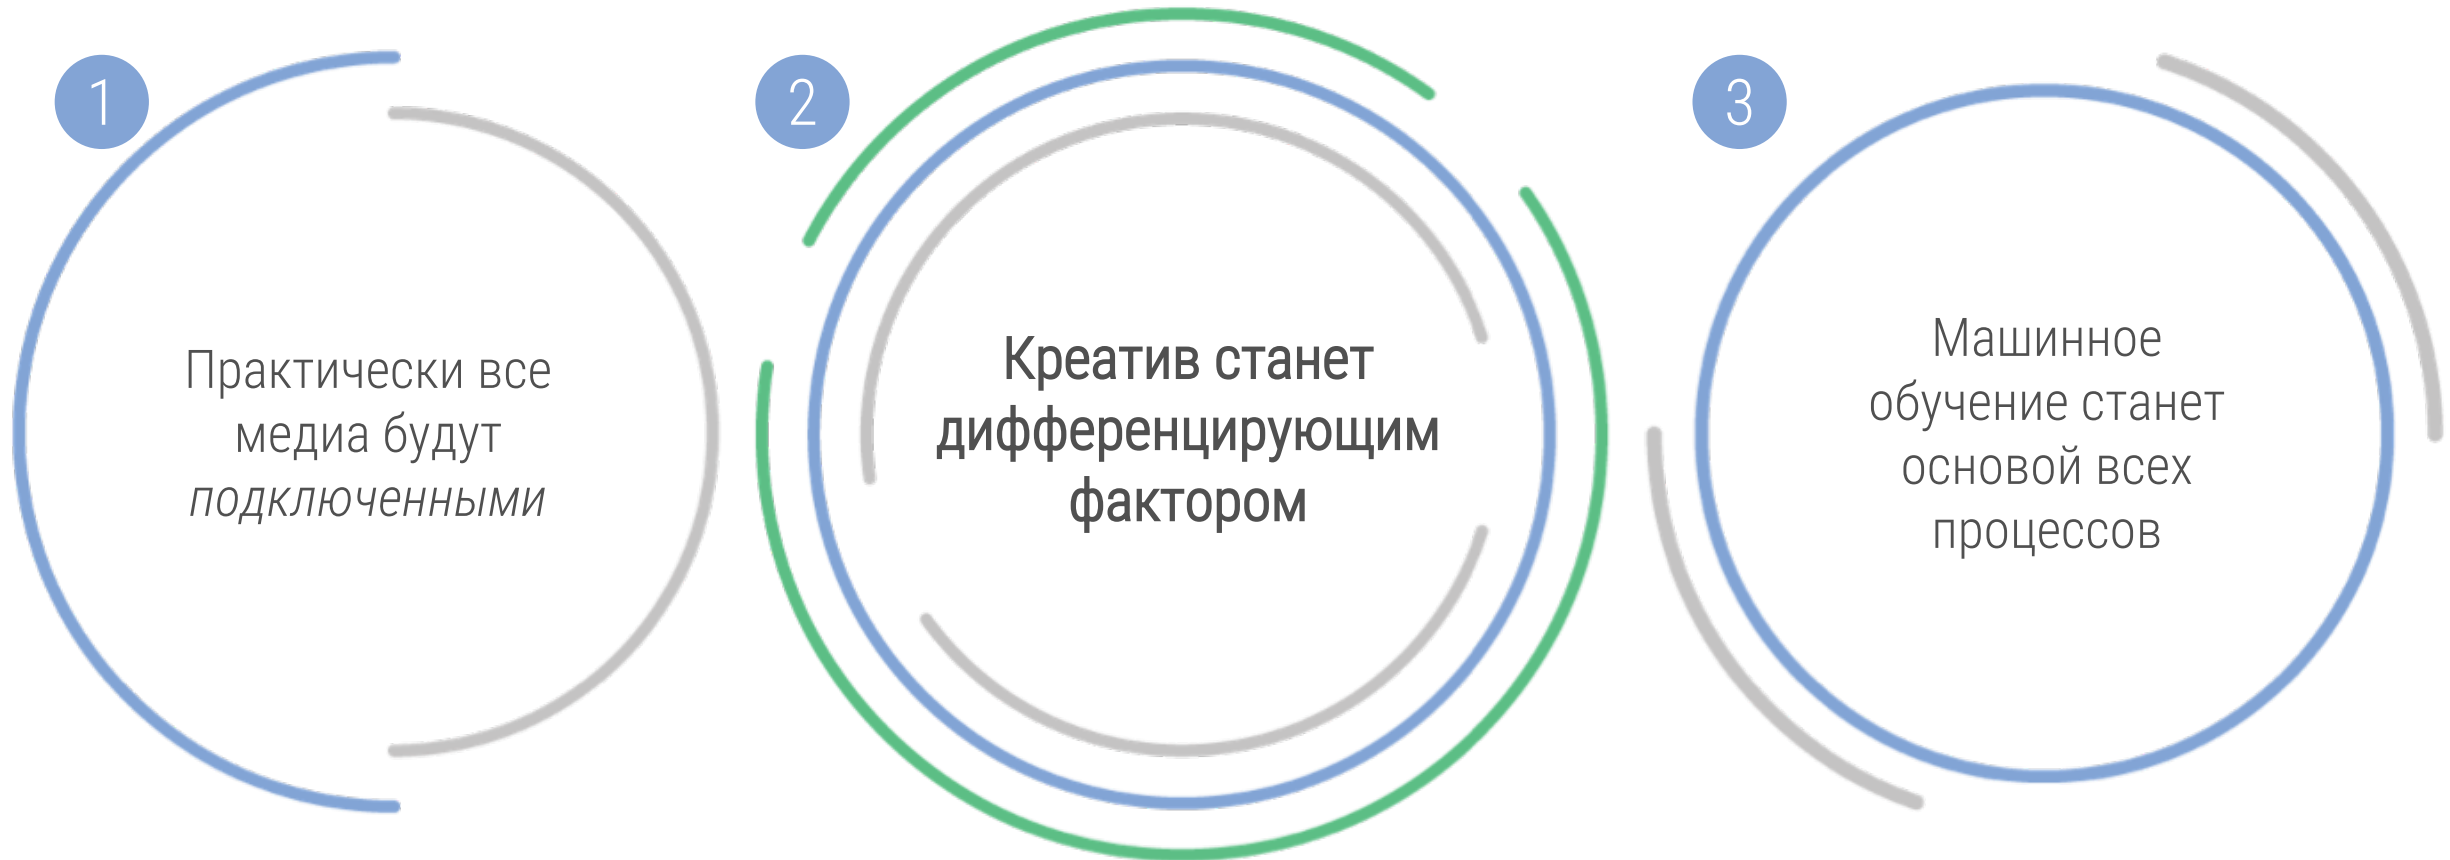 1
Практически все
медиа будут
подключенными
2
Креатив станет
дифференцирующим
фактором
3
Машинное
обучение станет
основой всех
процессов